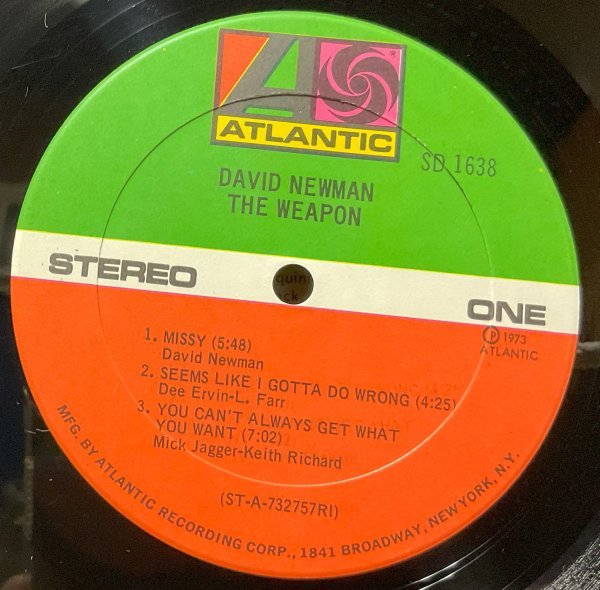 ATLANTIC
SD 1638
DAVID NEWMAN
THE WEAPON
STEREO
ONE
℗ 1973
ATLANTIC
1. MISSY (5:48)
David Newman
2. SEEMS LIKE I GOTTA DO WRONG (4:25)
Dee Ervin-L. Farr
3. YOU CAN'T ALWAYS GET WHAT
YOU WANT (7:02)
Mick Jagger-Keith Richard
(ST-A-732757RI)
MFG. BY ATLANTIC RECORDING CORP., 1841 BROADWAY, NEW YORK, N.Y.